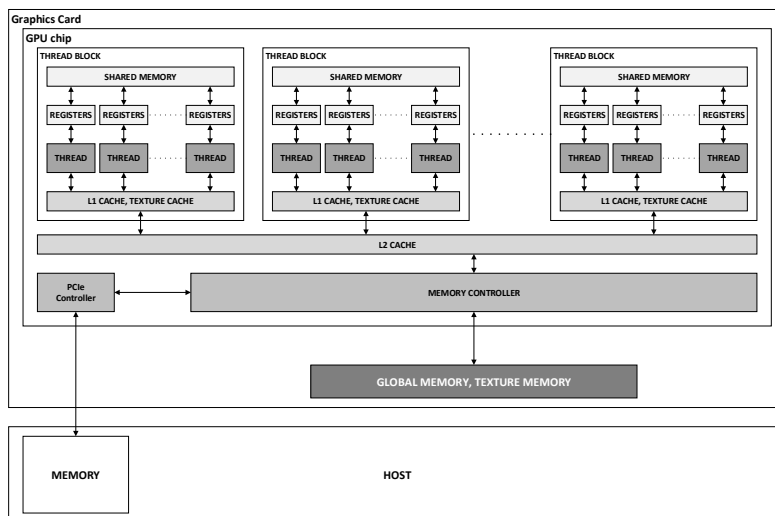 Graphics Card
GPU chip
THREAD BLOCK
SHARED MEMORY
REGISTERS REGISTERS REGISTERS
THREAD THREAD THREAD
L1 CACHE, TEXTURE CACHE
THREAD BLOCK
SHARED MEMORY
REGISTERS REGISTERS REGISTERS
THREAD THREAD THREAD
L1 CACHE, TEXTURE CACHE
THREAD BLOCK
SHARED MEMORY
REGISTERS REGISTERS REGISTERS
THREAD THREAD THREAD
L1 CACHE, TEXTURE CACHE
L2 CACHE
PCIe
Controller
MEMORY CONTROLLER
GLOBAL MEMORY, TEXTURE MEMORY
MEMORY
HOST